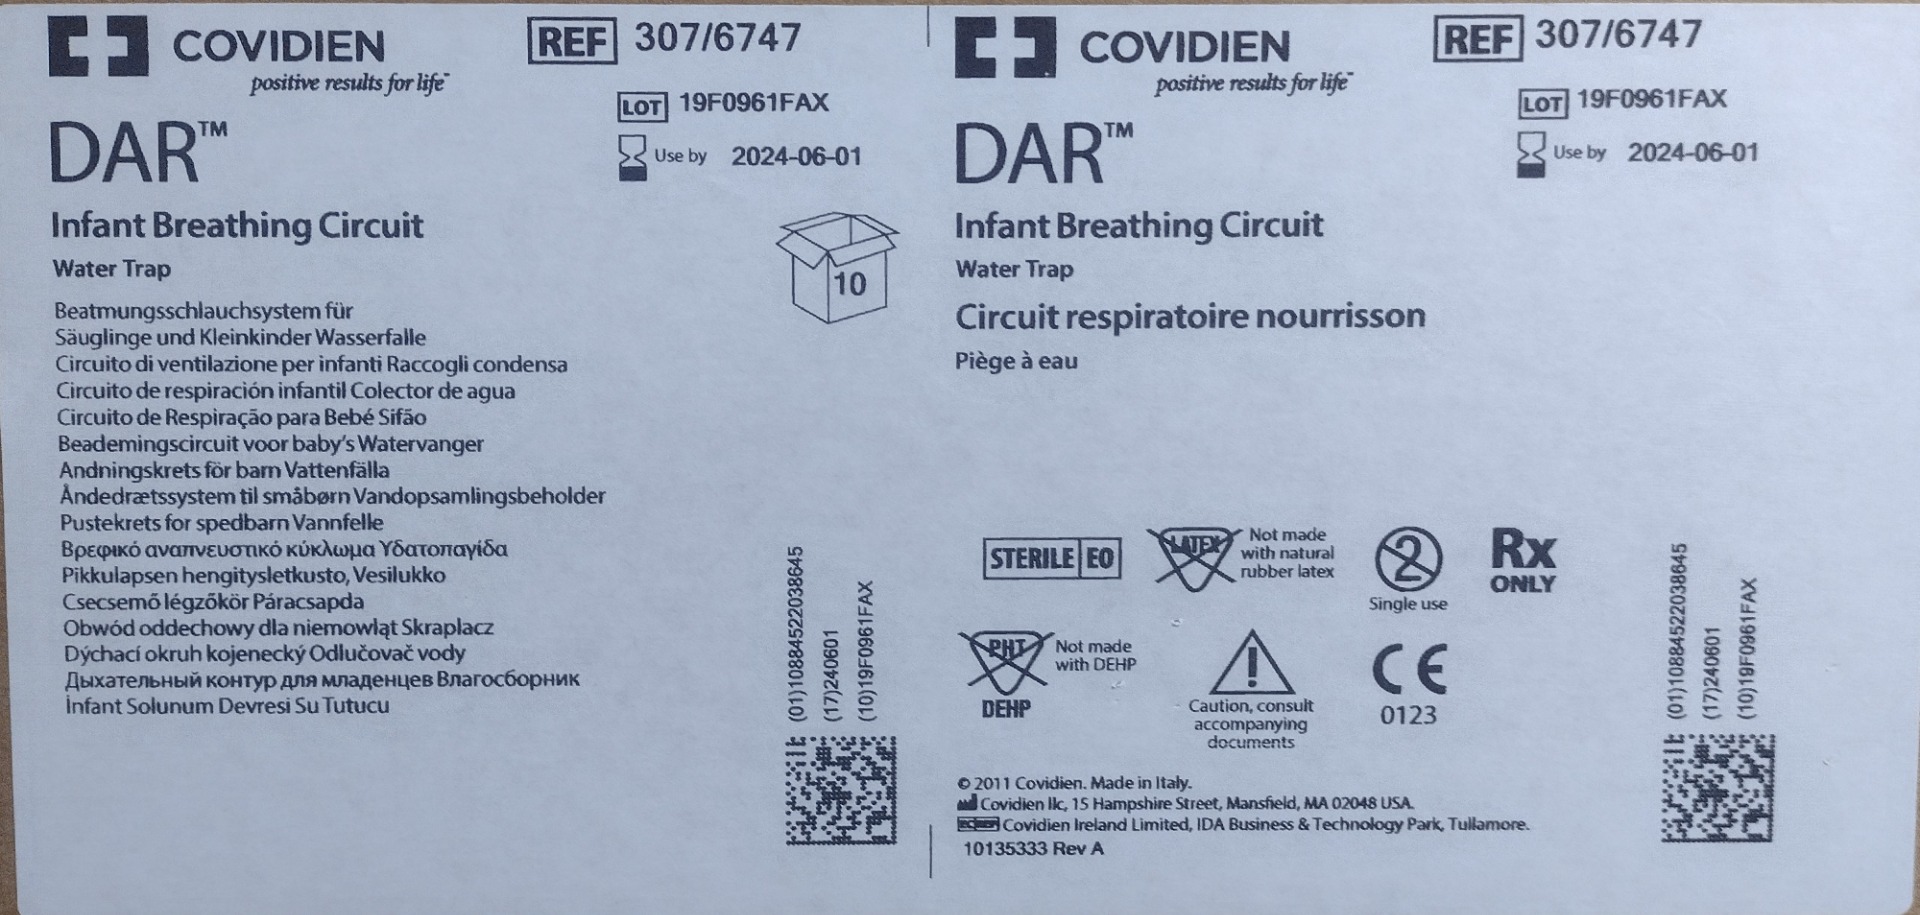 COVIDIEN
positive results for life™
REF 307/6747
LOT 19F0961FAX
Use by 2024-06-01
DAR™
Infant Breathing Circuit
Water Trap
10
Beatmungsschlauchsystem für
Säuglinge und Kleinkinder Wasserfalle
Circuito di ventilazione per infanti Raccogli condensa
Circuito de respiración infantil Colector de agua
Circuito de Respiração para Bebé Sifão
Beademingscircuit voor baby's Watervanger
Andningskrets för barn Vattenfälla
Åndedrætssystem til småbørn Vandopsamlingsbeholder
Pustekrets for spedbarn Vannfelle
Βρεφικό αναπνευστικό κύκλωμα Υδατοπαγίδα
Pikkulapsen hengitysletkusto, Vesilukko
Csecsemő légzőkör Páracsapda
Obwód oddechowy dla niemowląt Skraplacz
Dýchací okruh kojenecký Odlučovač vody
Дыхательный контур для младенцев Влагосборник
İnfant Solunum Devresi Su Tutucu
(01)10884522038645
(17)240601
(10)19F0961FAX
COVIDIEN
positive results for life™
REF 307/6747
LOT 19F0961FAX
Use by 2024-06-01
DAR™
Infant Breathing Circuit
Water Trap
Circuit respiratoire nourrisson
Piège à eau
STERILE EO
LATEX
Not made
with natural
rubber latex
2
Single use
Rx
ONLY
PHT
DEHP
Not made
with DEHP
!
Caution, consult
accompanying
documents
CE
0123
(01)10884522038645
(17)240601
(10)19F0961FAX
© 2011 Covidien. Made in Italy.
Covidien llc, 15 Hampshire Street, Mansfield, MA 02048 USA.
Covidien Ireland Limited, IDA Business & Technology Park, Tullamore.
10135333 Rev A